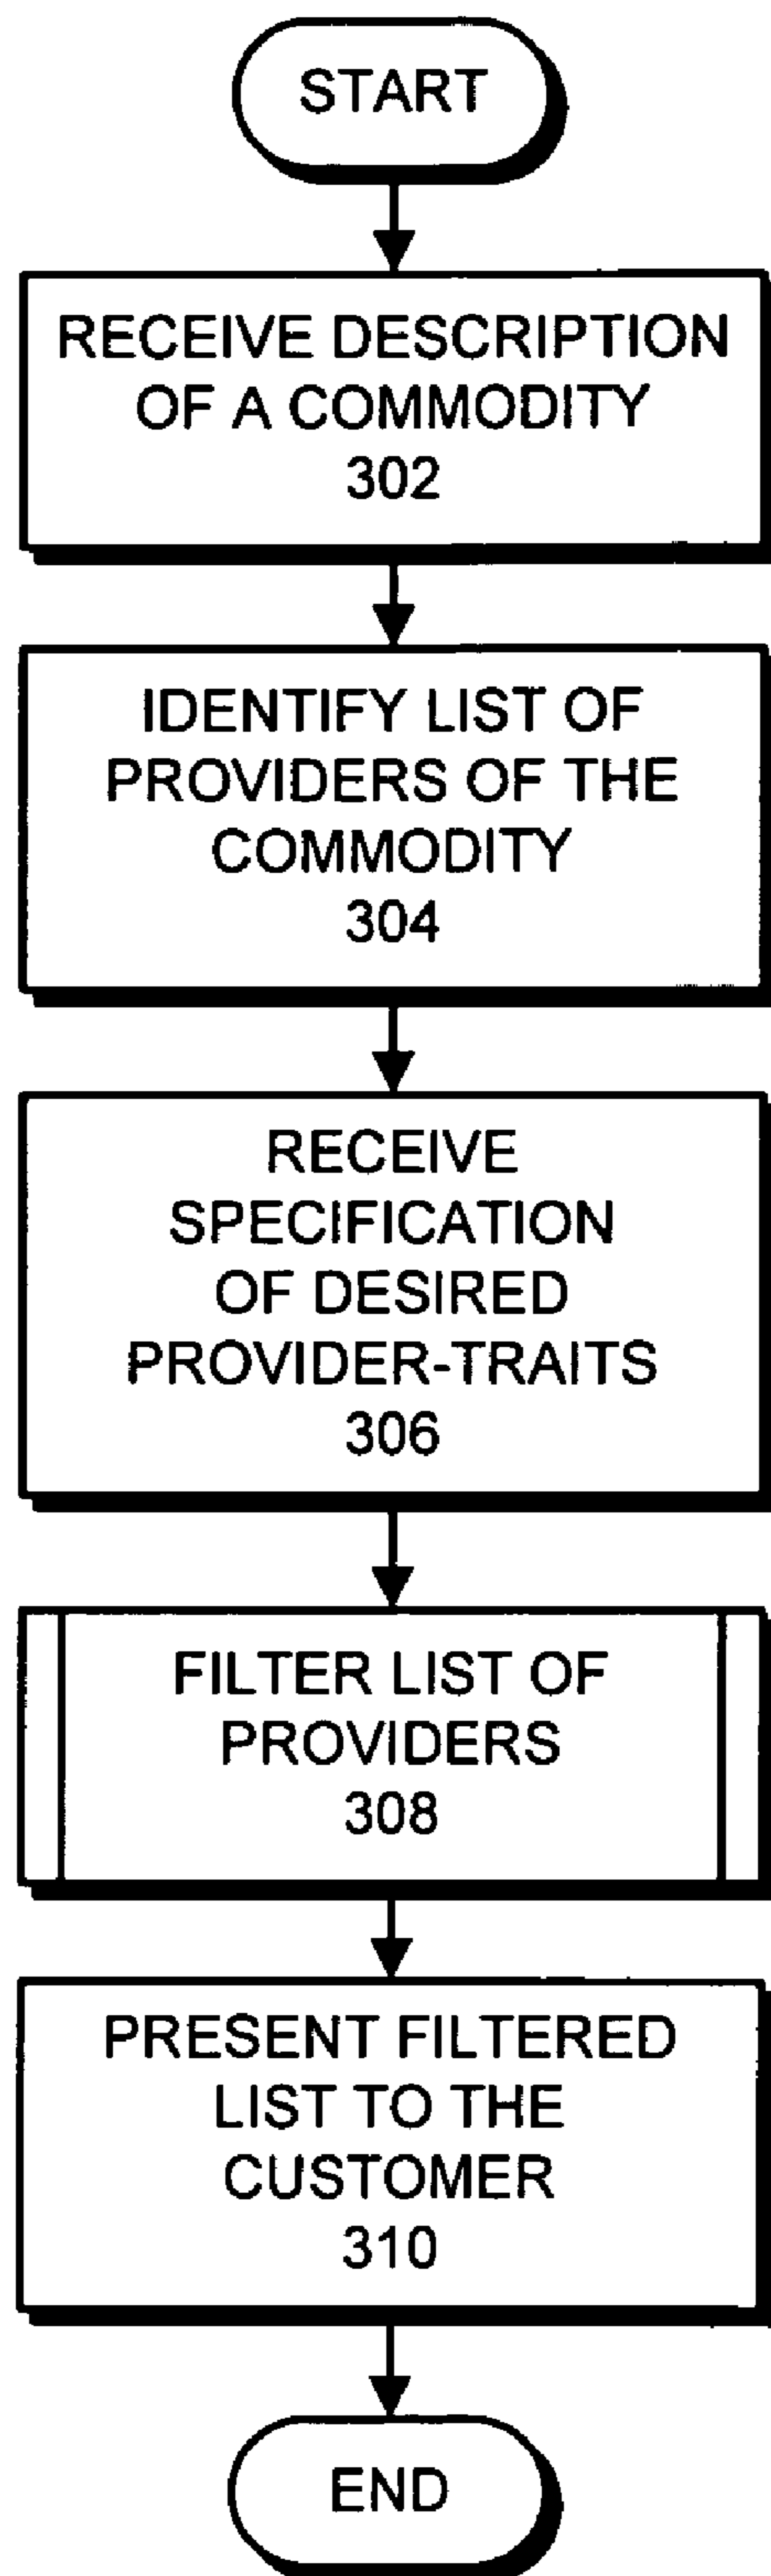 START
RECEIVE DESCRIPTION
OF A COMMODITY
302
IDENTIFY LIST OF
PROVIDERS OF THE
COMMODITY
304
RECEIVE
SPECIFICATION
OF DESIRED
PROVIDER-TRAITS
306
FILTER LIST OF
PROVIDERS
308
PRESENT FILTERED
LIST TO THE
CUSTOMER
310
END